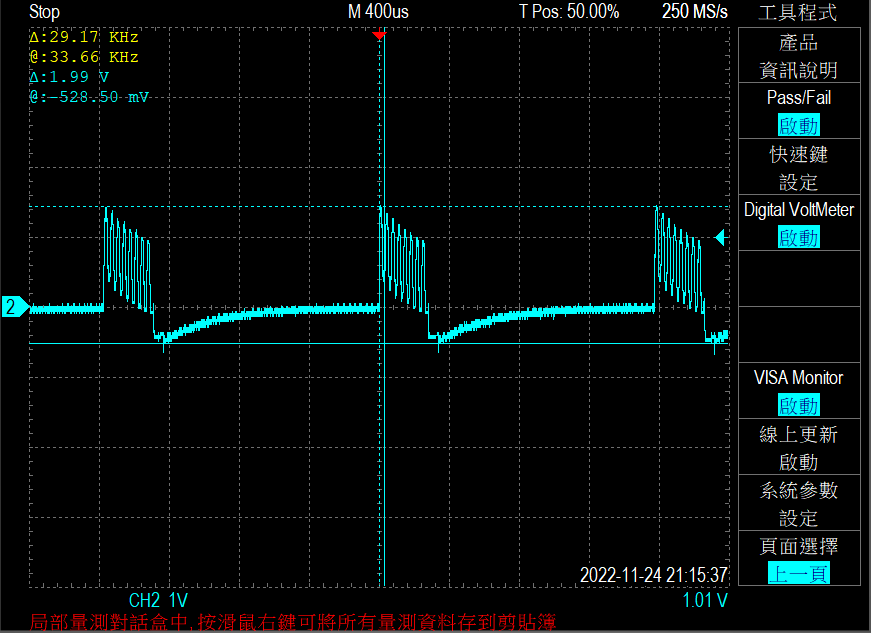 Stop M 400us T Pos: 50.00% 250 MS/s 工具程式
Δ:29.17 KHz
@:33.66 KHz
Δ:1.99 V
@:-528.50 mV
產品
資訊說明
Pass/Fail
啟動
快速鍵
設定
Digital VoltMeter
啟動
2
VISA Monitor
啟動
線上更新
啟動
系統參數
設定
頁面選擇
上一頁
2022-11-24 21:15:37
CH2 1V 1.01 V
局部量測對話盒中,按滑鼠右鍵可將所有量測資料存到剪貼簿